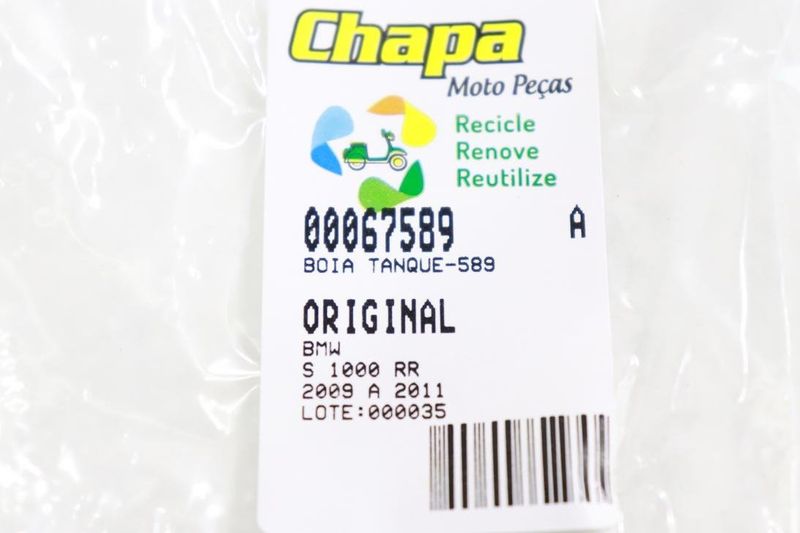 Chapa
Moto Peças
Recicle
Renove
Reutilize
00067589 A
BOIA TANQUE-589
ORIGINAL
BMW
S 1000 RR
2009 A 2011
LOTE:000035